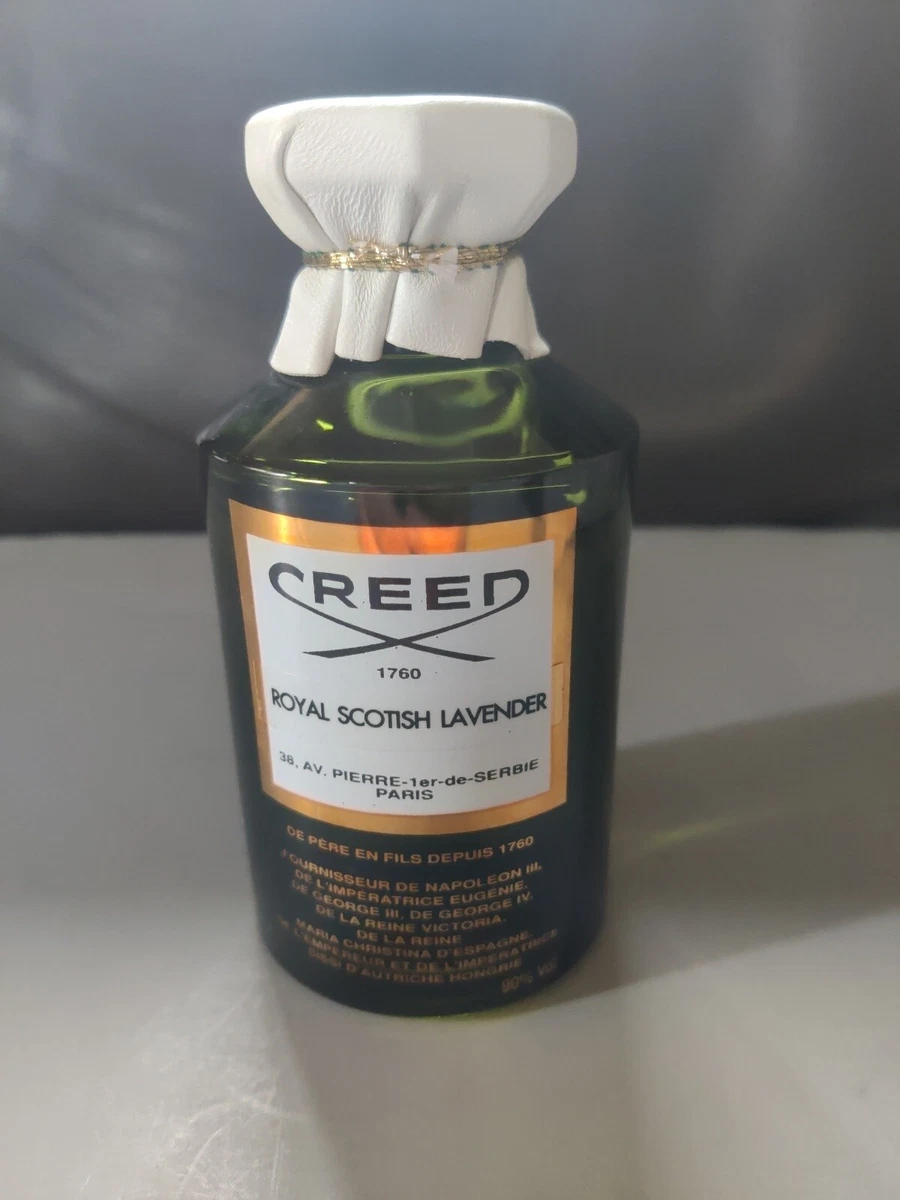 CREED
1760
ROYAL SCOTISH LAVENDER
38, AV. PIERRE-1er-de-SERBIE
PARIS
DE PÈRE EN FILS DEPUIS 1760
FOURNISSEUR DE NAPOLEON III,
DE L'IMPÉRATRICE EUGENIE,
DE GEORGE III, DE GEORGE IV,
DE LA REINE VICTORIA,
DE LA REINE
MARIA CHRISTINA D'ESPAGNE,
L'EMPEREUR ET DE L'IMPERATRICE
SISSI D'AUTRICHE HONGRIE
90% Vol